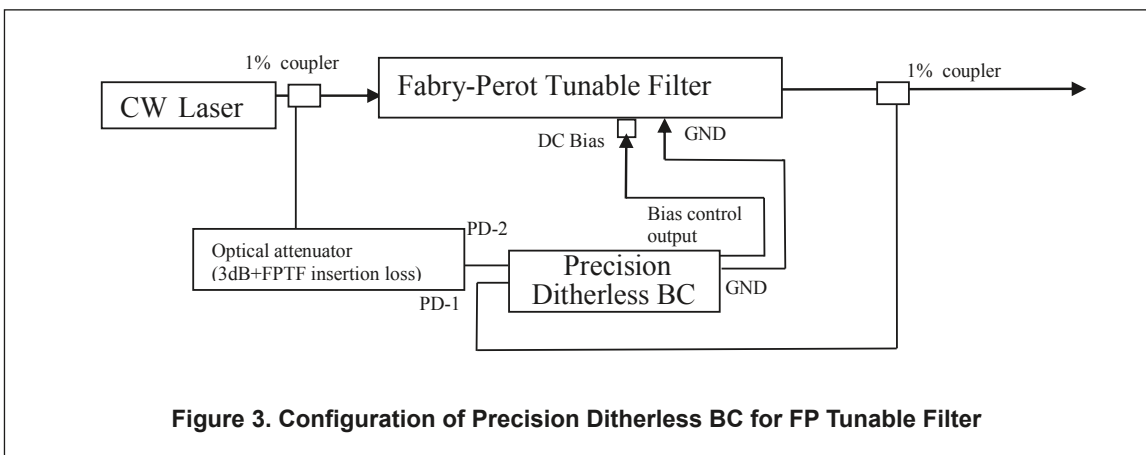 1% coupler
CW Laser
Fabry-Perot Tunable Filter
1% coupler
DC Bias
GND
Bias control
output
PD-2
Optical attenuator
(3dB+FPTF insertion loss)
Precision
Ditherless BC
GND
PD-1
Figure 3. Configuration of Precision Ditherless BC for FP Tunable Filter